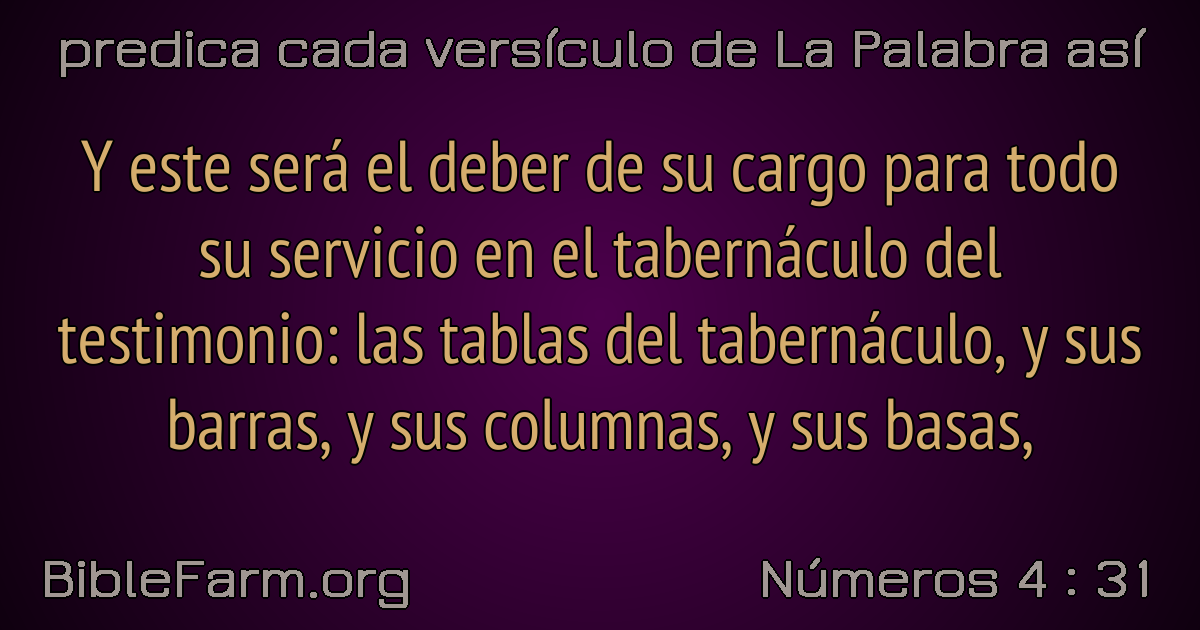 predica cada versículo de La Palabra así
Y este será el deber de su cargo para todo
su servicio en el tabernáculo del
testimonio: las tablas del tabernáculo, y sus
barras, y sus columnas, y sus basas,
BibleFarm.org
Números 4 : 31